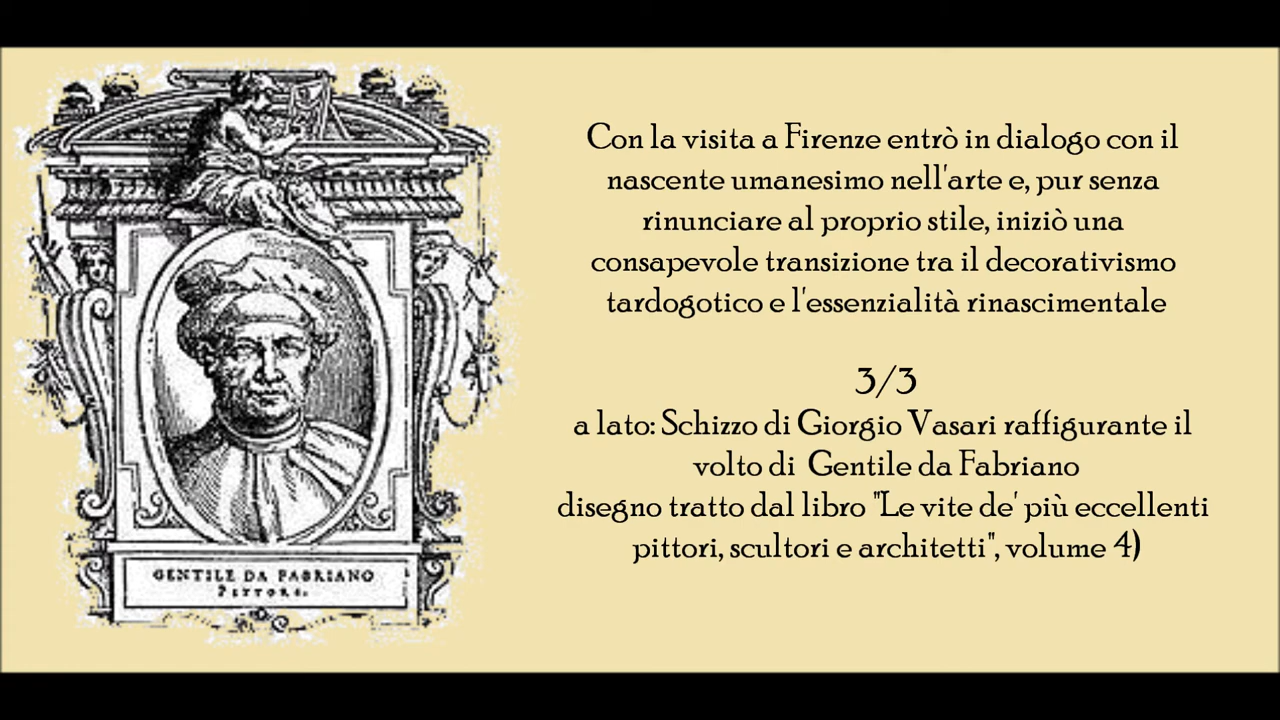 Con la visita a Firenze entrò in dialogo con il
nascente umanesimo nell'arte e, pur senza
rinunciare al proprio stile, iniziò una
consapevole transizione tra il decorativismo
tardogotico e l'essenzialità rinascimentale
3/3
a lato: Schizzo di Giorgio Vasari raffigurante il
volto di Gentile da Fabriano
disegno tratto dal libro "Le vite de' più eccellenti
pittori, scultori e architetti", volume 4)
GENTILE DA FABRIANO
PITTORE.